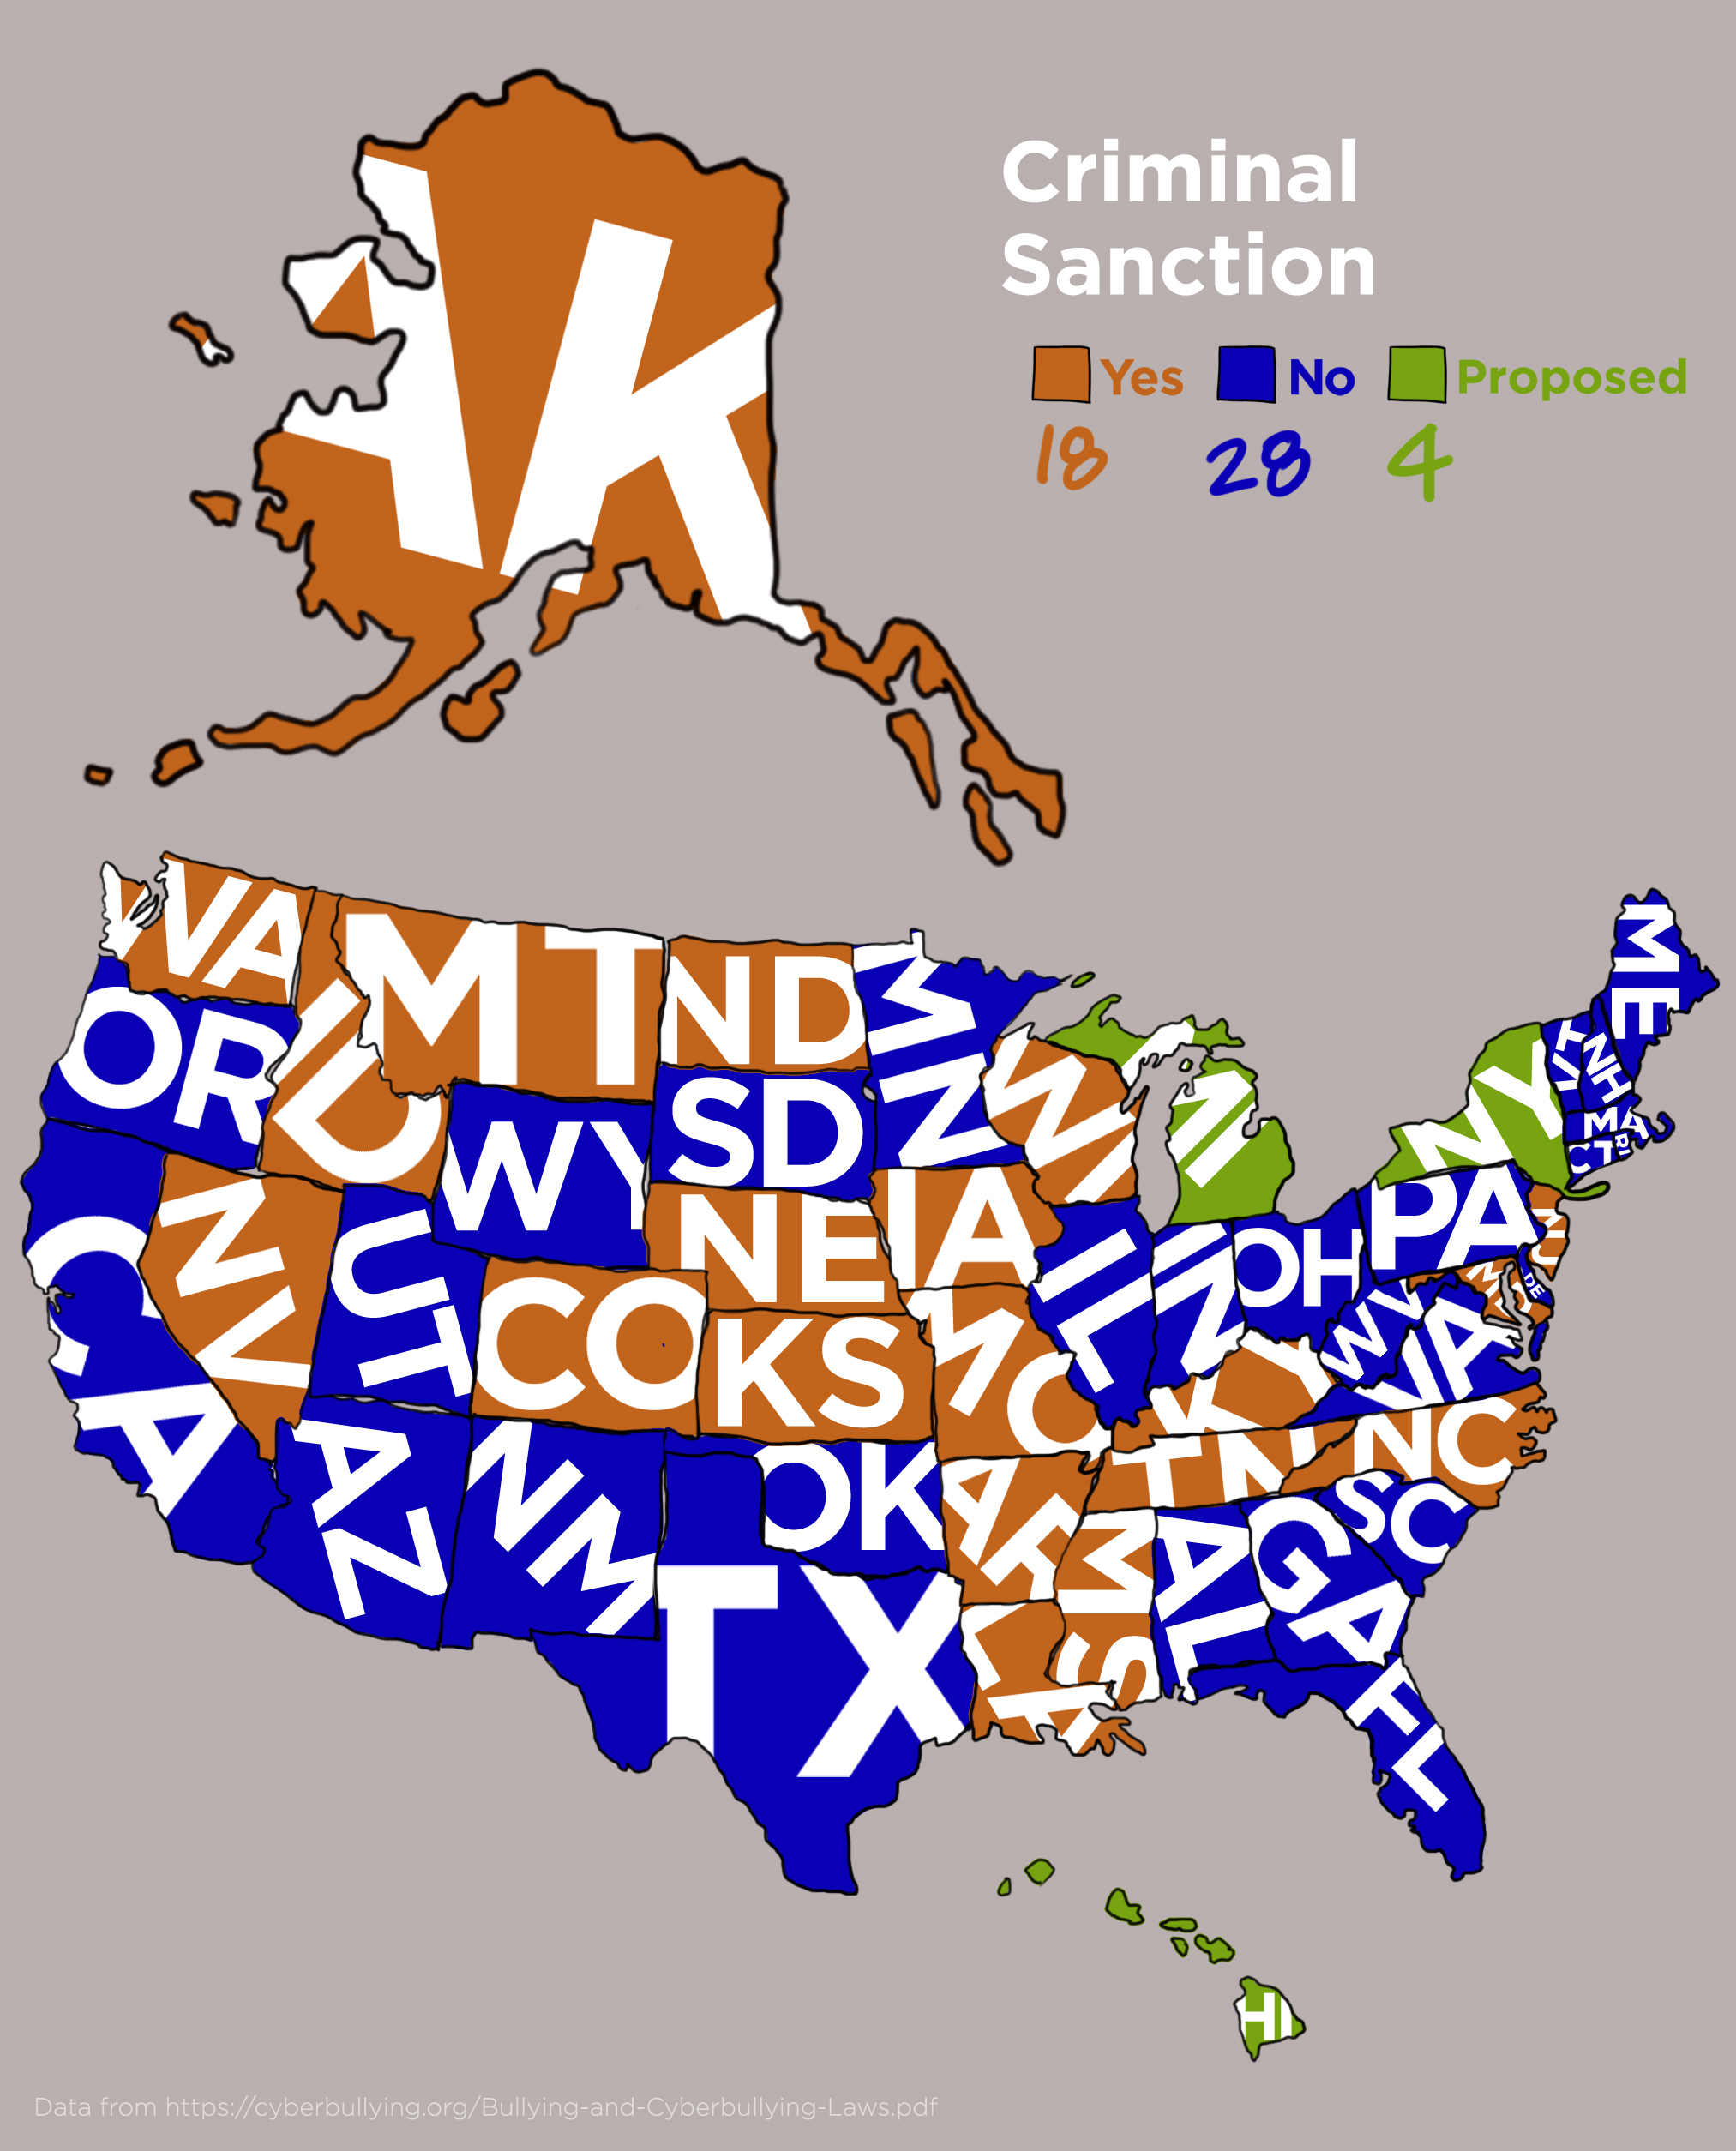 Criminal
Sanction
Yes No Proposed
18 28 4
AK
WA
MT
ND
MN
ME
OR
ID
WY
SD
WI
MI
NY
VT
NH
MA
CT
RI
CA
NV
UT
CO
NE
IA
IL
IN
OH
PA
NJ
MD
DE
KS
MO
KY
WV
VA
AZ
NM
OK
AR
TN
NC
SC
TX
LA
MS
AL
GA
FL
HI
Data from https://cyberbullying.org/Bullying-and-Cyberbullying-Laws.pdf